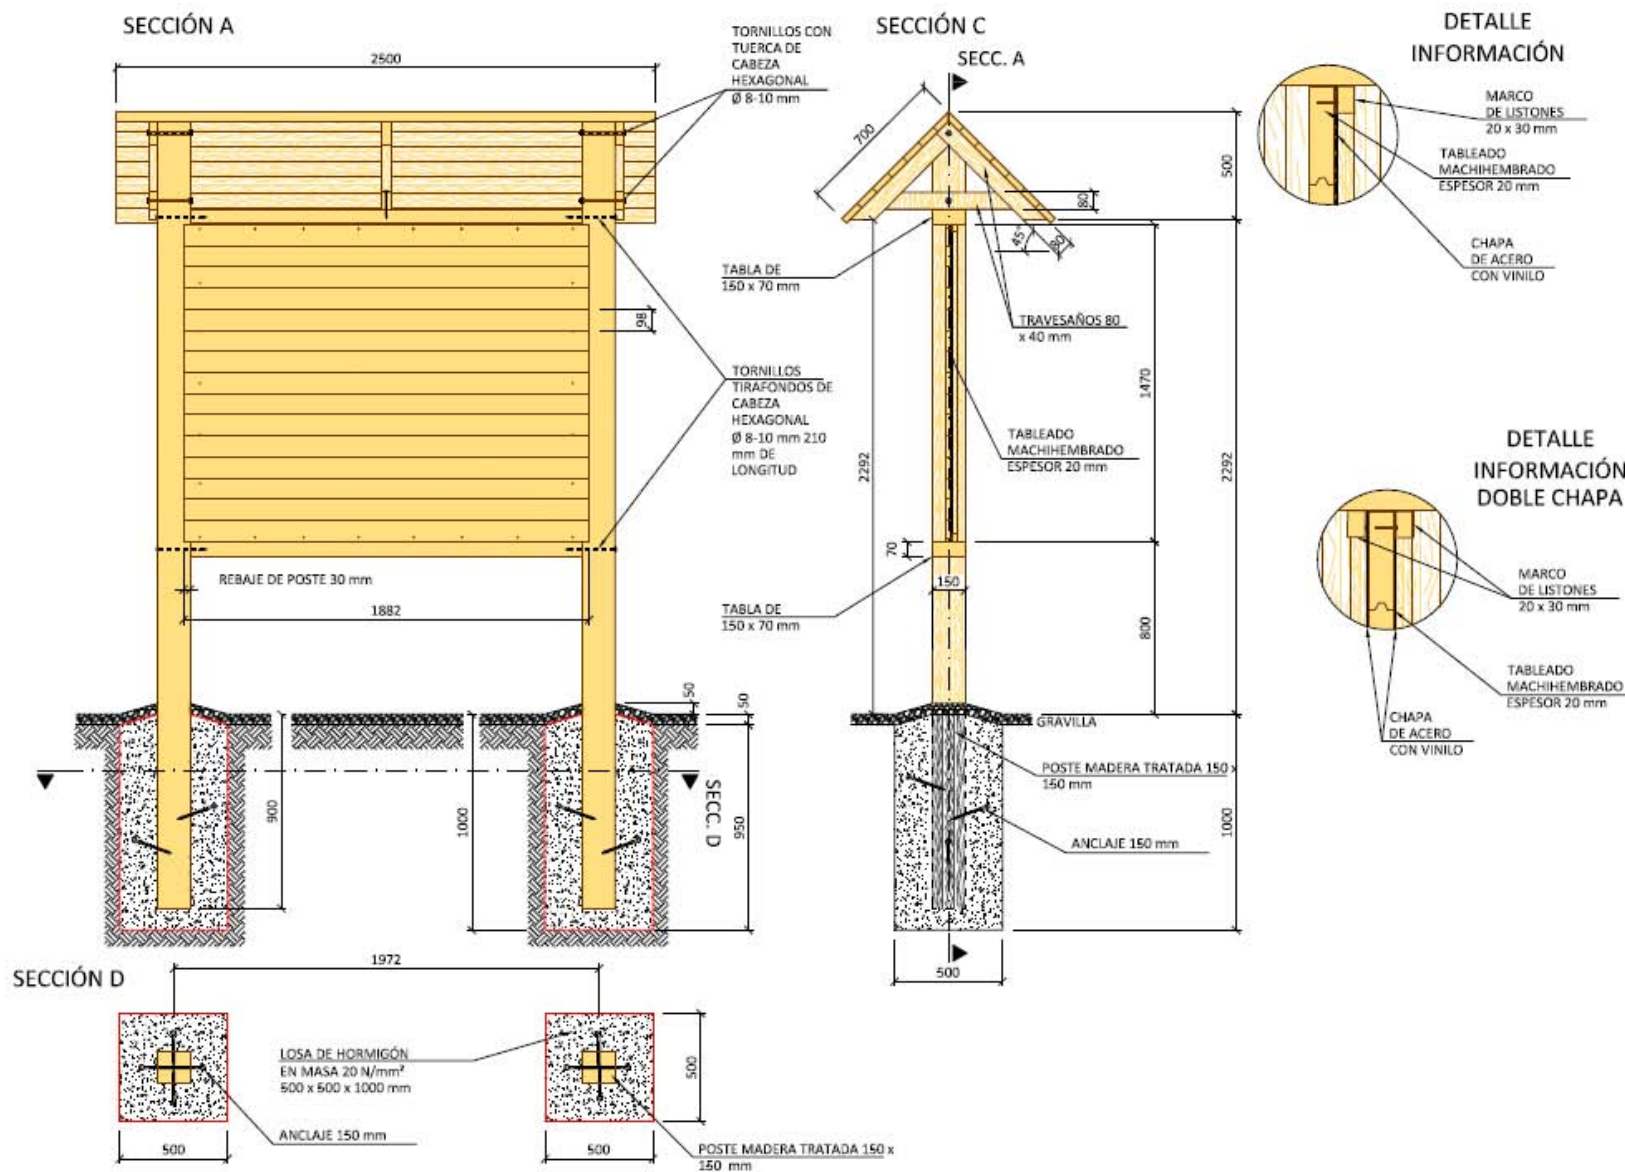 SECCIÓN A
2500
TORNILLOS CON
TUERCA DE
CABEZA
HEXAGONAL
Ø 8-10 mm
98
TORNILLOS
TIRAFONDOS DE
CABEZA
HEXAGONAL
Ø 8-10 mm 210
mm DE
LONGITUD
REBAJE DE POSTE 30 mm
1882
50
50
900
1000
950
SECC. D
SECCIÓN C
SECC. A
700
500
80
45°
80
TABLA DE
150 x 70 mm
TRAVESAÑOS 80
x 40 mm
1470
2292
2292
TABLEADO
MACHIHEMBRADO
ESPESOR 20 mm
70
150
TABLA DE
150 x 70 mm
800
GRAVILLA
POSTE MADERA TRATADA 150 x
150 mm
ANCLAJE 150 mm
1000
500
DETALLE
INFORMACIÓN
MARCO
DE LISTONES
20 x 30 mm
TABLEADO
MACHIHEMBRADO
ESPESOR 20 mm
CHAPA
DE ACERO
CON VINILO
DETALLE
INFORMACIÓN
DOBLE CHAPA
MARCO
DE LISTONES
20 x 30 mm
TABLEADO
MACHIHEMBRADO
ESPESOR 20 mm
CHAPA
DE ACERO
CON VINILO
SECCIÓN D
1972
LOSA DE HORMIGÓN
EN MASA 20 N/mm²
500 x 500 x 1000 mm
500
ANCLAJE 150 mm
500
500
POSTE MADERA TRATADA 150 x
150 mm